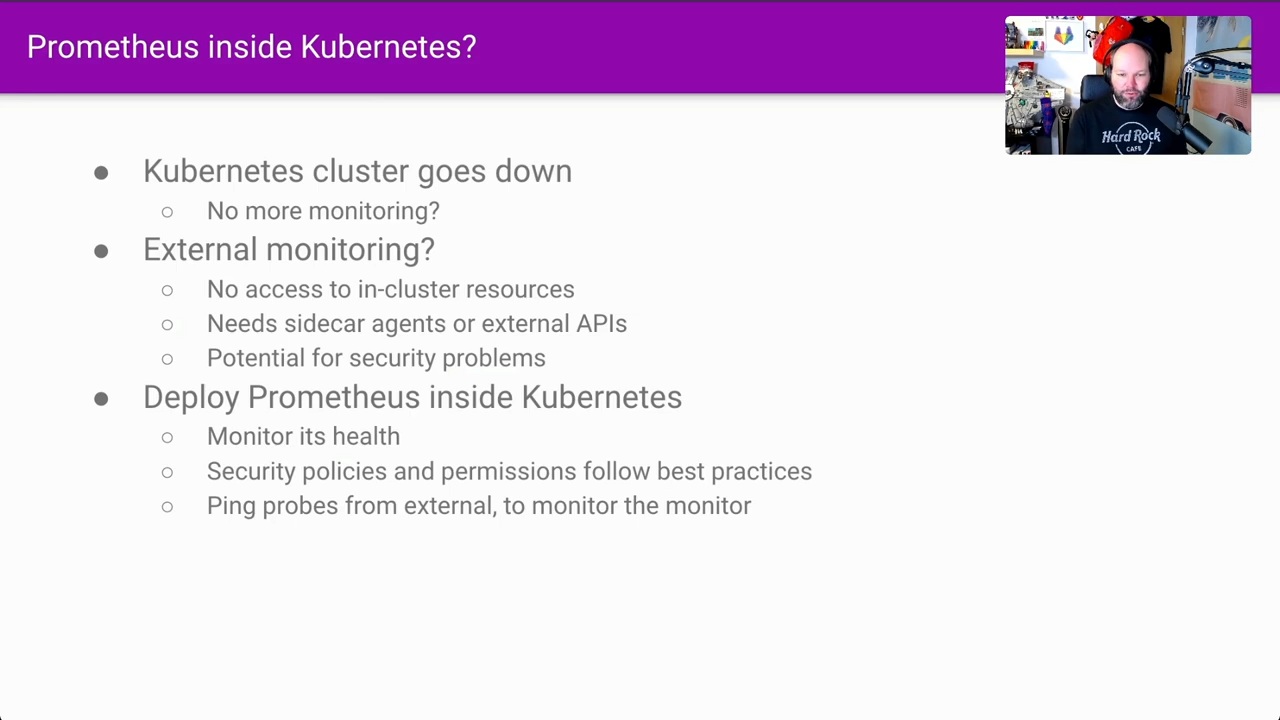 Prometheus inside Kubernetes?
Hard Rock
CAFE
Kubernetes cluster goes down
No more monitoring?
External monitoring?
No access to in-cluster resources
Needs sidecar agents or external APIs
Potential for security problems
Deploy Prometheus inside Kubernetes
Monitor its health
Security policies and permissions follow best practices
Ping probes from external, to monitor the monitor